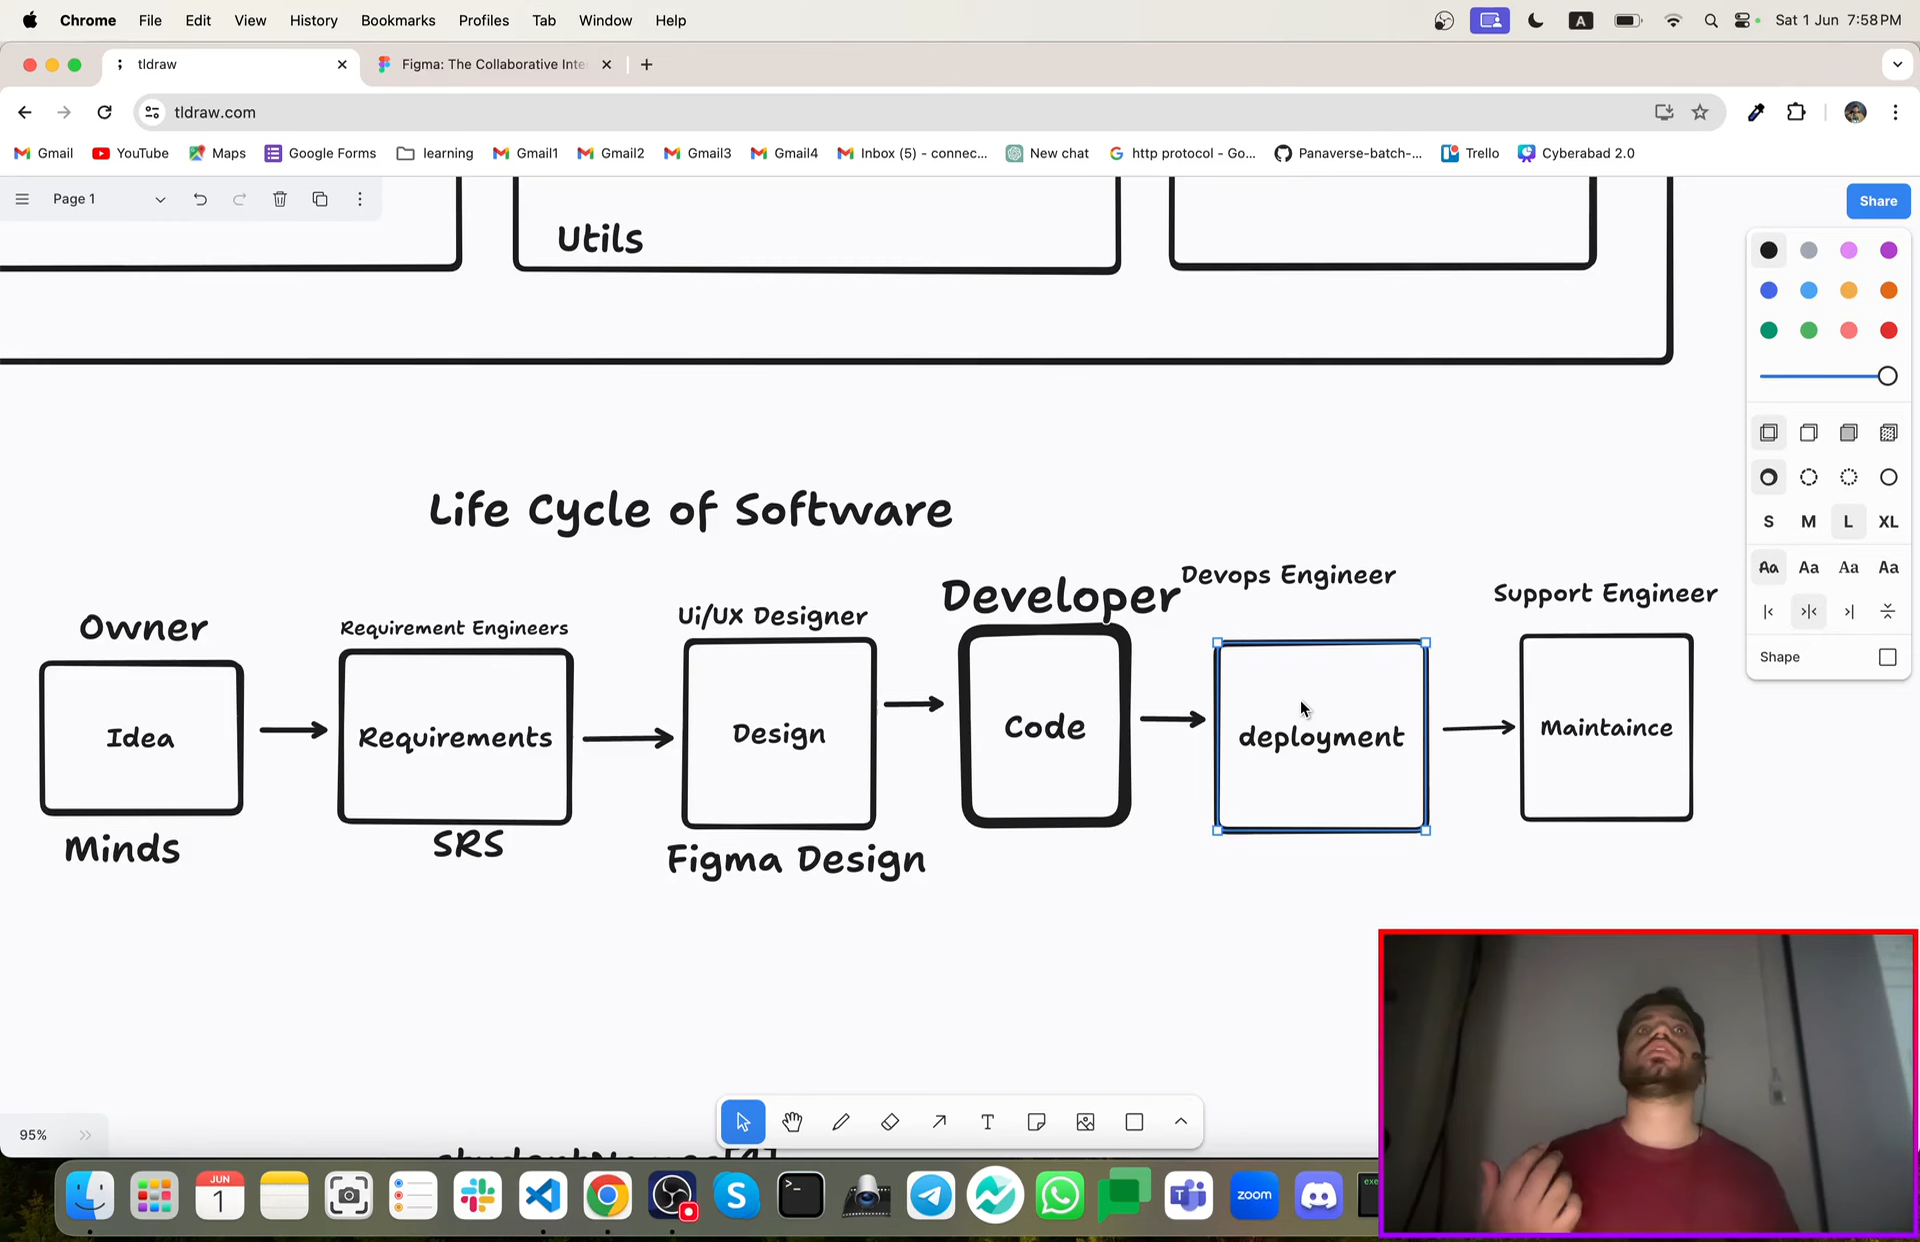 Chrome File Edit View History Bookmarks Profiles Tab Window Help
A Sat 1 Jun 7:58 PM
tldraw
Figma: The Collaborative Inte
tldraw.com
Gmail YouTube Maps Google Forms learning Gmail1 Gmail2 Gmail3 Gmail4 Inbox (5) - connec... New chat http protocol - Go... Panaverse-batch-... Trello Cyberabad 2.0
Page 1
Share
Utils
S M L XL
Aa Aa Aa Aa
Shape
Life Cycle of Software
Owner
Requirement Engineers
Ui/UX Designer
Developer
Devops Engineer
Support Engineer
Idea
Requirements
Design
Code
deployment
Maintaince
Minds
SRS
Figma Design
T
95%
JUN
1
zoom
exe